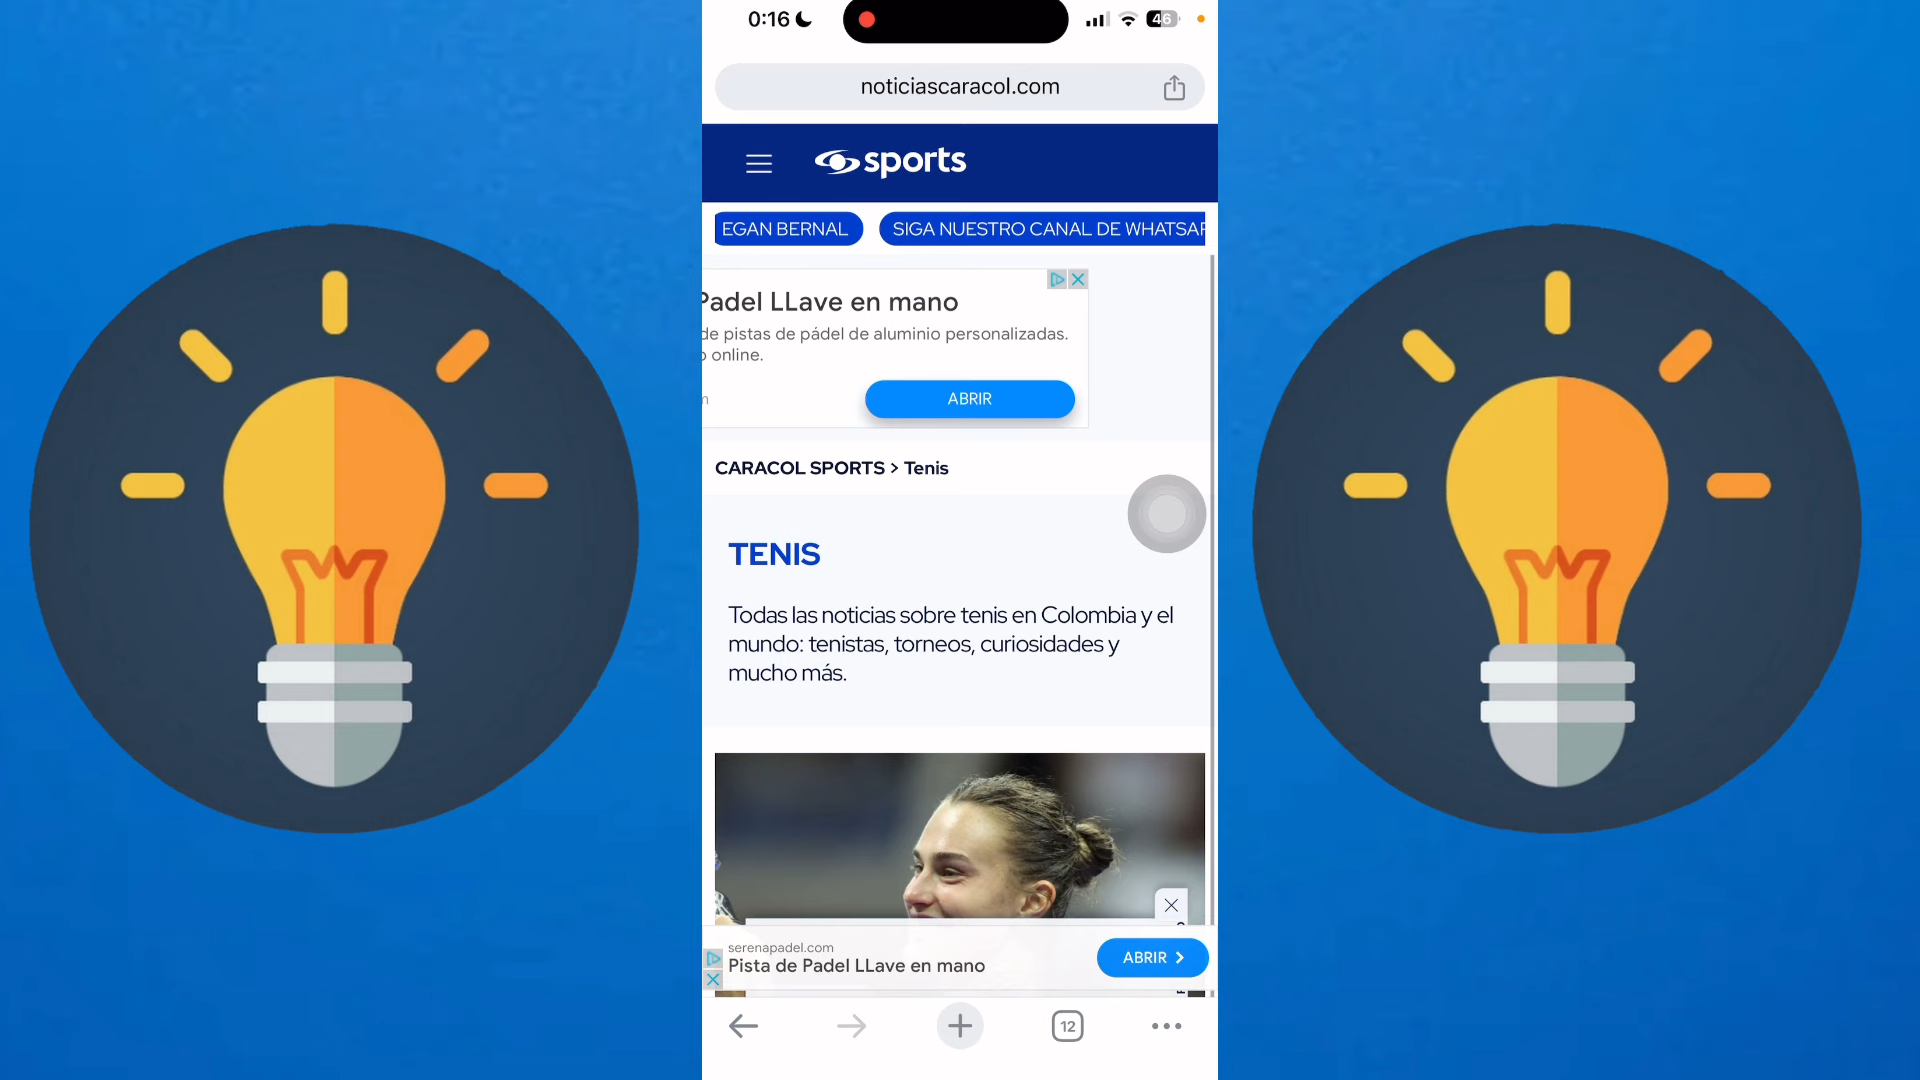 0:16
46
noticiascaracol.com
sports
EGAN BERNAL
SIGA NUESTRO CANAL DE WHATSAP
Padel LLave en mano
de pistas de pádel de aluminio personalizadas.
online.
ABRIR
CARACOL SPORTS > Tenis
TENIS
Todas las noticias sobre tenis en Colombia y el
mundo: tenistas, torneos, curiosidades y
mucho más.
serenapadel.com
Pista de Padel LLave en mano
ABRIR
12